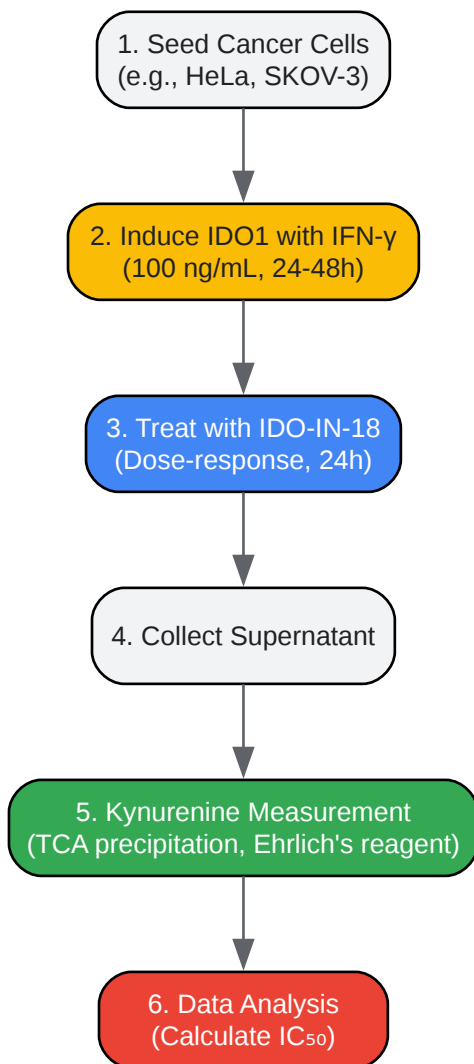 1. Seed Cancer Cells
(e.g., HeLa, SKOV-3)
2. Induce IDO1 with IFN-γ
(100 ng/mL, 24-48h)
3. Treat with IDO-IN-18
(Dose-response, 24h)
4. Collect Supernatant
5. Kynurenine Measurement
(TCA precipitation, Ehrlich's reagent)
6. Data Analysis
(Calculate IC₅₀)